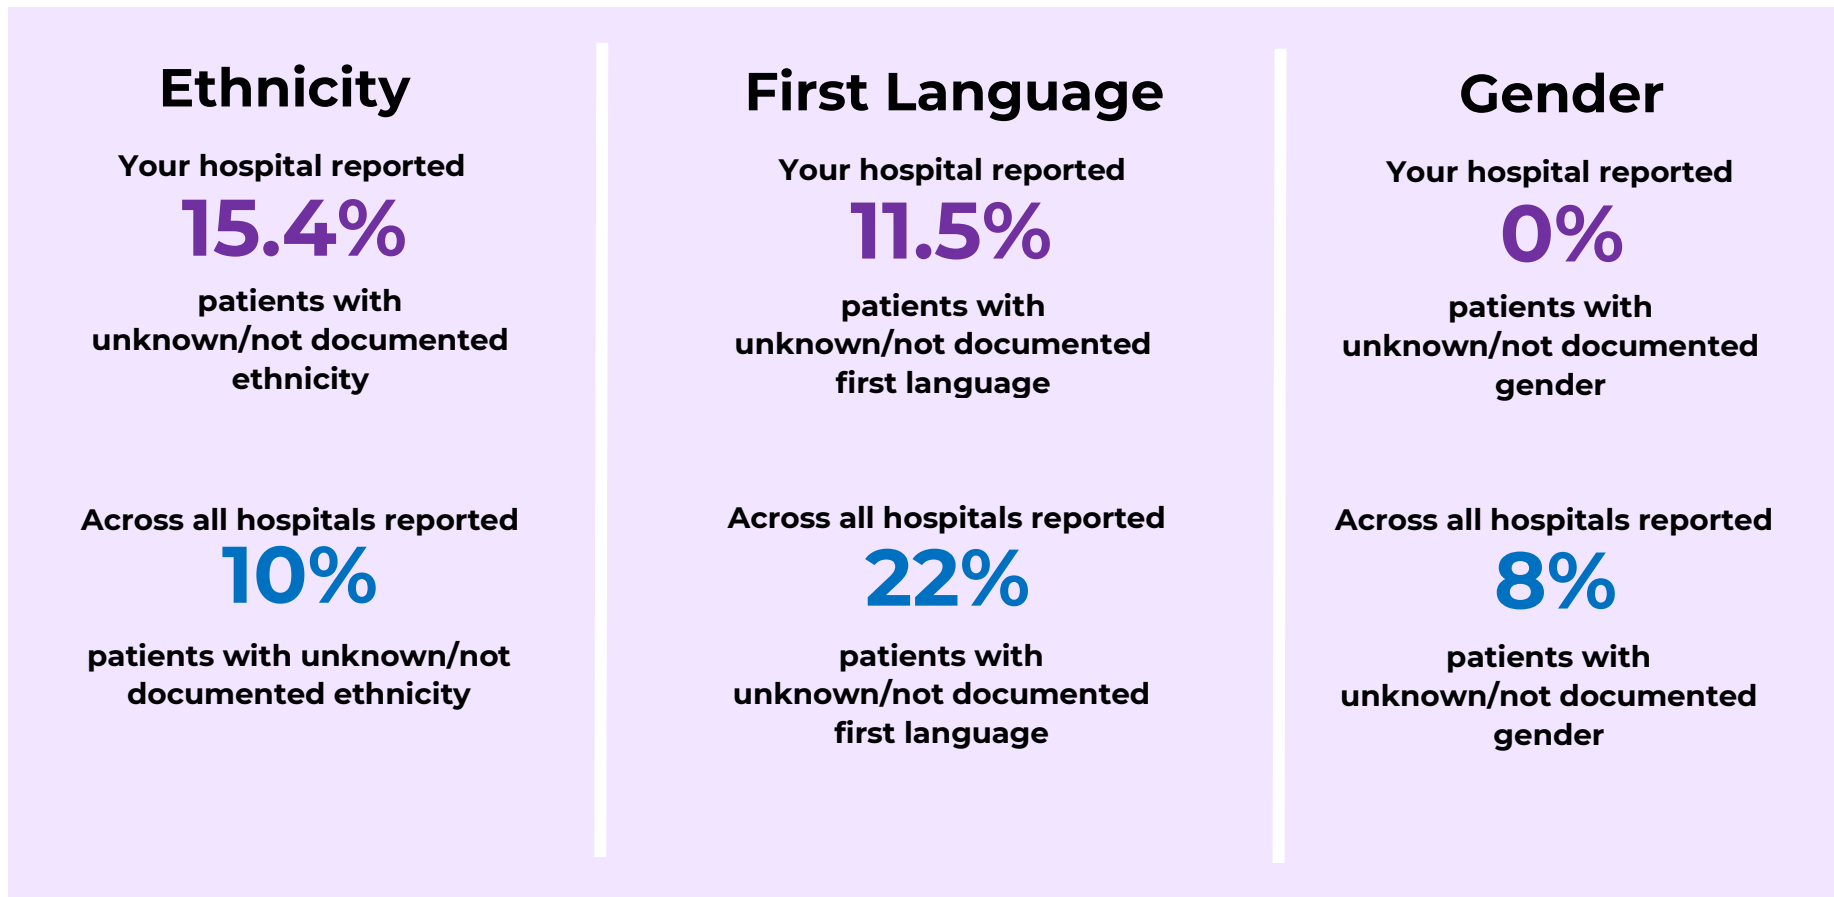 Ethnicity
Your hospital reported
15.4%
patients with
unknown/not documented
ethnicity
Across all hospitals reported
10%
patients with unknown/not
documented ethnicity
First Language
Your hospital reported
11.5%
patients with
unknown/not documented
first language
Across all hospitals reported
22%
patients with
unknown/not documented
first language
Gender
Your hospital reported
0%
patients with
unknown/not documented
gender
Across all hospitals reported
8%
patients with
unknown/not documented
gender